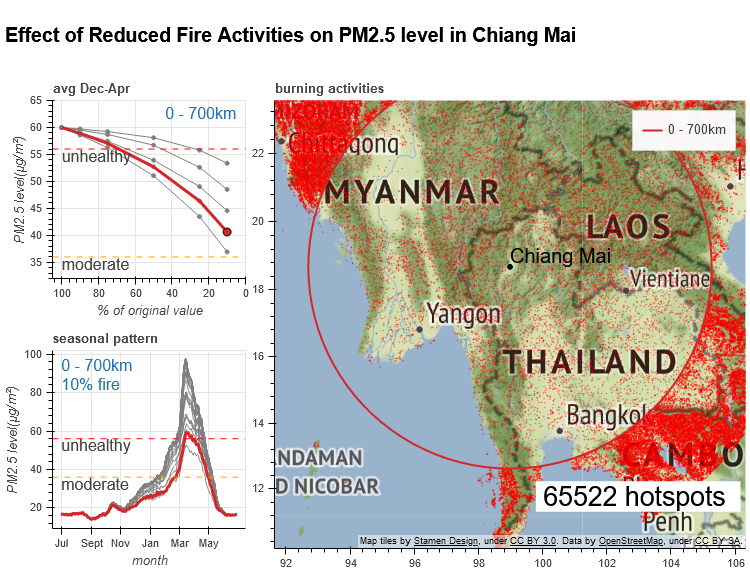 Effect of Reduced Fire Activities on PM2.5 level in Chiang Mai
avg Dec-Apr
65
60
55
50
45
40
35
PM2.5 level(µg/m³)
0 - 700km
unhealthy
moderate
100
80
60
40
20
0
% of original value
seasonal pattern
100
80
60
40
20
PM2.5 level(µg/m³)
0 - 700km
10% fire
unhealthy
moderate
Jul
Sept
Nov
Jan
Mar
May
month
burning activities
22
20
18
16
14
12
0 - 700km
Chittagong
MYANMAR
LAOS
Chiang Mai
Vientiane
Yangon
THAILAND
Bangkok
CAMBO
NDAMAN
D NICOBAR
65522 hotspots
Penh
Map tiles by Stamen Design, under CC BY 3.0. Data by OpenStreetMap, under CC BY SA.
92
94
96
98
100
102
104
106